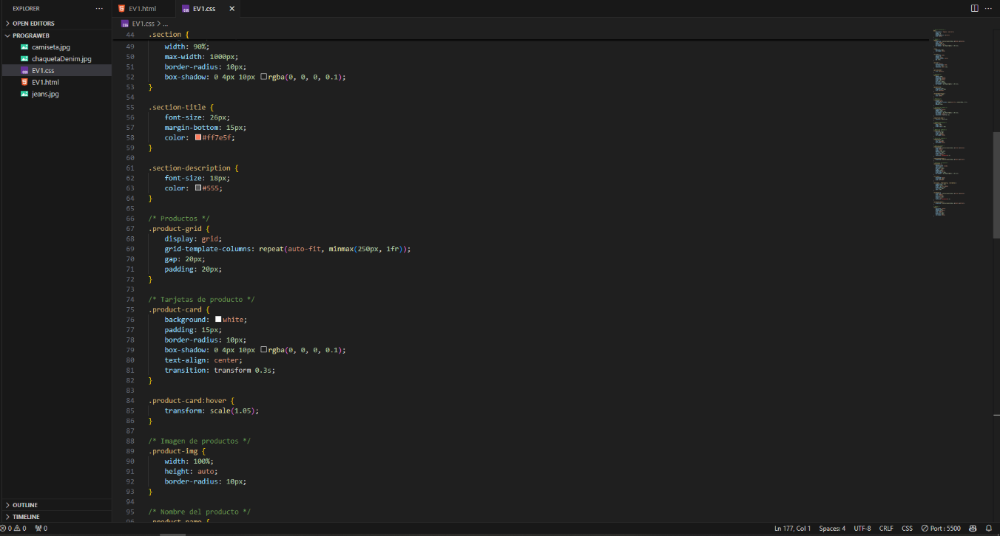 EXPLORER
OPEN EDITORS
PROGRAWEB
camiseta.jpg
chaquetaDenim.jpg
EV1.css
EV1.html
jeans.jpg
OUTLINE
TIMELINE
EV1.html
EV1.css
EV1.css > ...
44 .section {
49 width: 90%;
50 max-width: 1000px;
51 border-radius: 10px;
52 box-shadow: 0 4px 10px rgba(0, 0, 0, 0.1);
53 }
54
55 .section-title {
56 font-size: 26px;
57 margin-bottom: 15px;
58 color: #ff7e5f;
59 }
60
61 .section-description {
62 font-size: 18px;
63 color: #555;
64 }
65
66 /* Productos */
67 .product-grid {
68 display: grid;
69 grid-template-columns: repeat(auto-fit, minmax(250px, 1fr));
70 gap: 20px;
71 padding: 20px;
72 }
73
74 /* Tarjetas de producto */
75 .product-card {
76 background: white;
77 padding: 15px;
78 border-radius: 10px;
79 box-shadow: 0 4px 10px rgba(0, 0, 0, 0.1);
80 text-align: center;
81 transition: transform 0.3s;
82 }
83
84 .product-card:hover {
85 transform: scale(1.05);
86 }
87
88 /* Imagen de productos */
89 .product-img {
90 width: 100%;
91 height: auto;
92 border-radius: 10px;
93 }
94
95 /* Nombre del producto */
96 .product-name {
0 0 0 Ln 177, Col 1 Spaces: 4 UTF-8 CRLF CSS Port : 5500